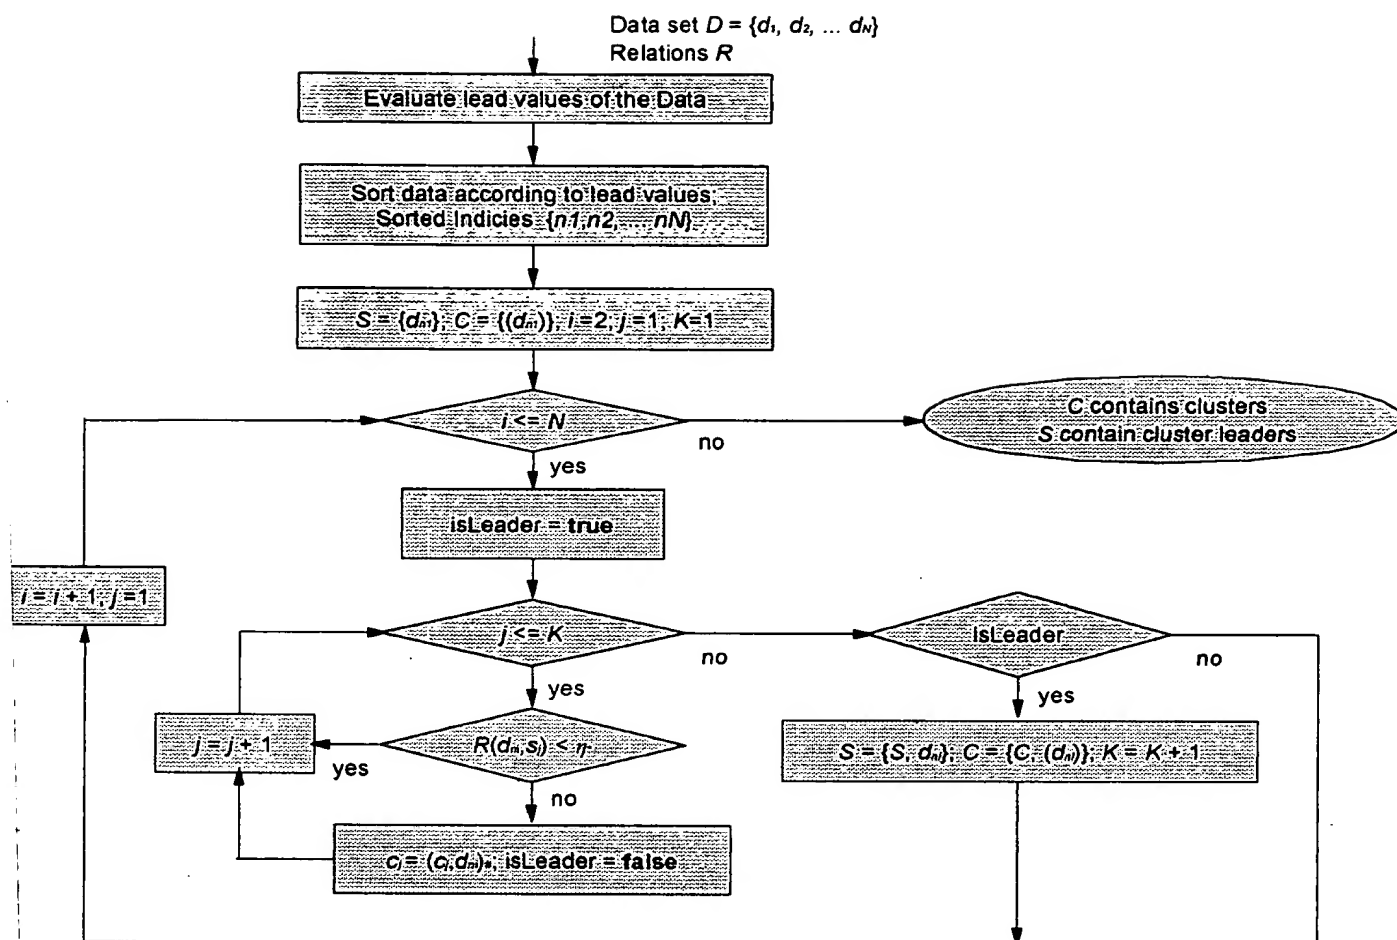 Data set D = {d1, d2, ... dN}
Relations R
Evaluate lead values of the Data
Sort data according to lead values;
Sorted Indicies {n1,n2, ... nN}
S = {dn1}; C = {(dn1)}; i=2, j=1; K=1
i <= N
no
C contains clusters
S contain cluster leaders
yes
isLeader = true
i = i + 1, j=1
j <= K
no
isLeader
no
yes
yes
j = j + 1
R(dni,sj) < η
yes
S = {S, dni}; C = {C, (dni)}; K = K + 1
no
cj = (cj,dni)*; isLeader = false